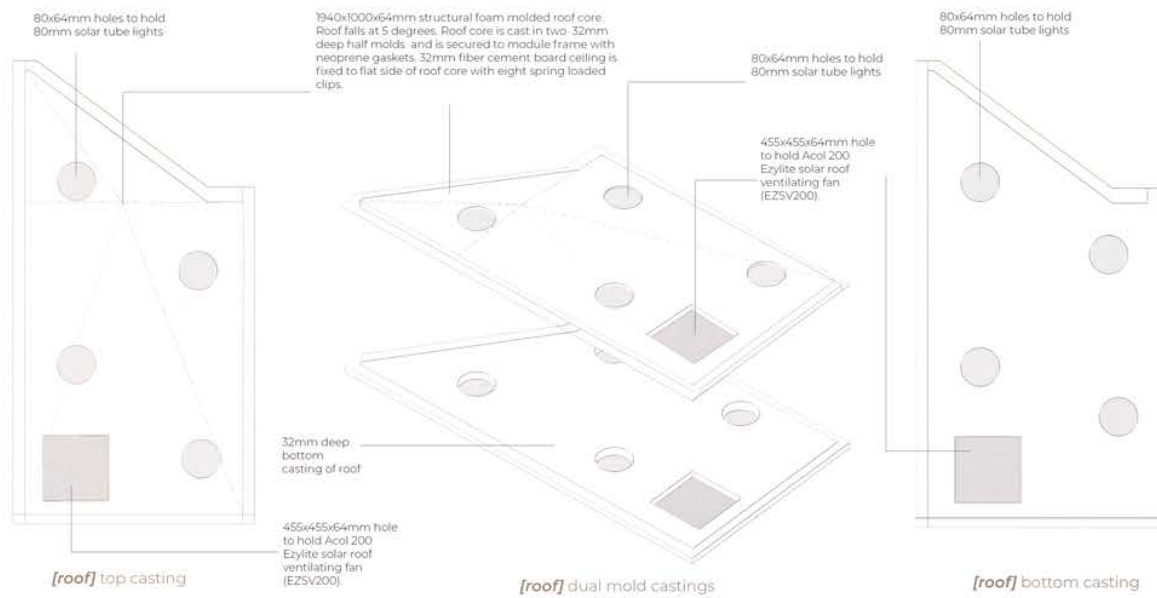 80x64mm holes to hold
80mm solar tube lights
1940x1000x64mm structural foam molded roof core.
Roof falls at 5 degrees. Roof core is cast in two 32mm
deep half molds and is secured to module frame with
neoprene gaskets. 32mm fiber cement board ceiling is
fixed to flat side of roof core with eight spring loaded
clips.
80x64mm holes to hold
80mm solar tube lights
80x64mm holes to hold
80mm solar tube lights
455x455x64mm hole
to hold Acol 200
Ezylite solar roof
ventilating fan
(EZSV200).
32mm deep
bottom
casting of roof
455x455x64mm hole
to hold Acol 200
Ezylite solar roof
ventilating fan
(EZSV200).
[roof] top casting
[roof] dual mold castings
[roof] bottom casting